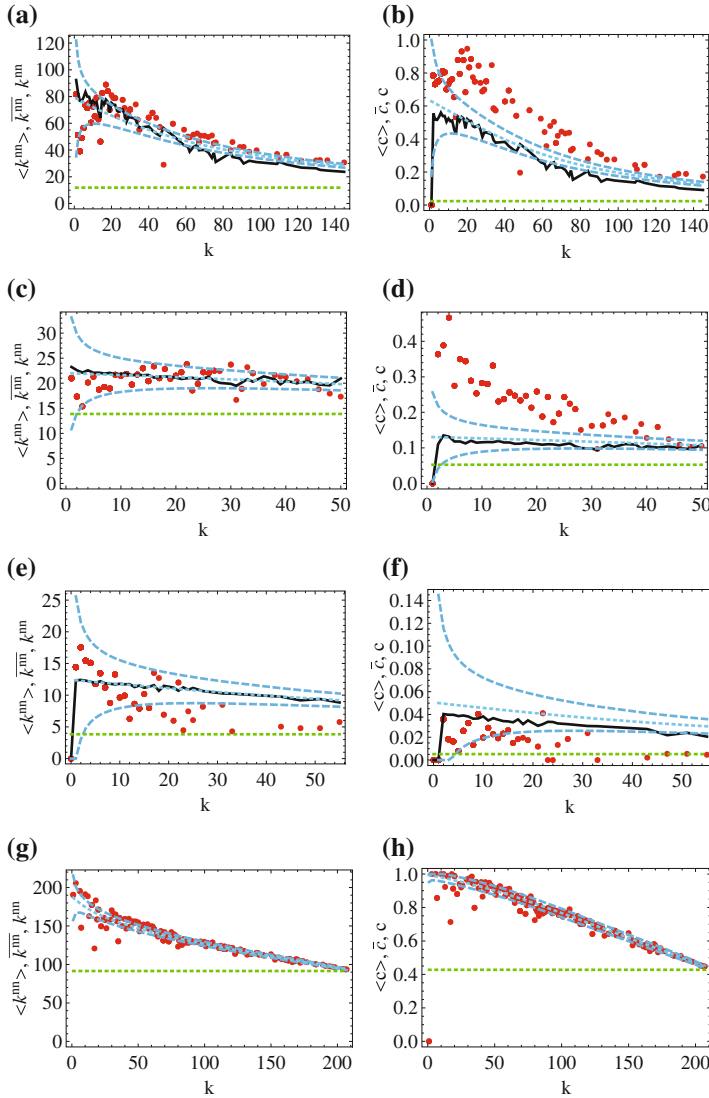 (a)
120
100
80
60
40
20
0
0 20 40 60 80 100 120 140
k
<k^nn>, \overline{k^nn}, k^nn
(b)
1.0
0.8
0.6
0.4
0.2
0.0
0 20 40 60 80 100 120 140
k
<c>, c̄, c
(c)
30
25
20
15
10
5
0
0 10 20 30 40 50
k
<k^nn>, \overline{k^nn}, k^nn
(d)
0.4
0.3
0.2
0.1
0.0
0 10 20 30 40 50
k
<c>, c̄, c
(e)
25
20
15
10
5
0
0 10 20 30 40 50
k
<k^nn>, \overline{k^nn}, k^nn
(f)
0.14
0.12
0.10
0.08
0.06
0.04
0.02
0.00
0 10 20 30 40 50
k
<c>, c̄, c
(g)
200
150
100
50
0
0 50 100 150 200
k
<k^nn>, \overline{k^nn}, k^nn
(h)
1.0
0.8
0.6
0.4
0.2
0.0
0 50 100 150 200
k
<c>, c̄, c